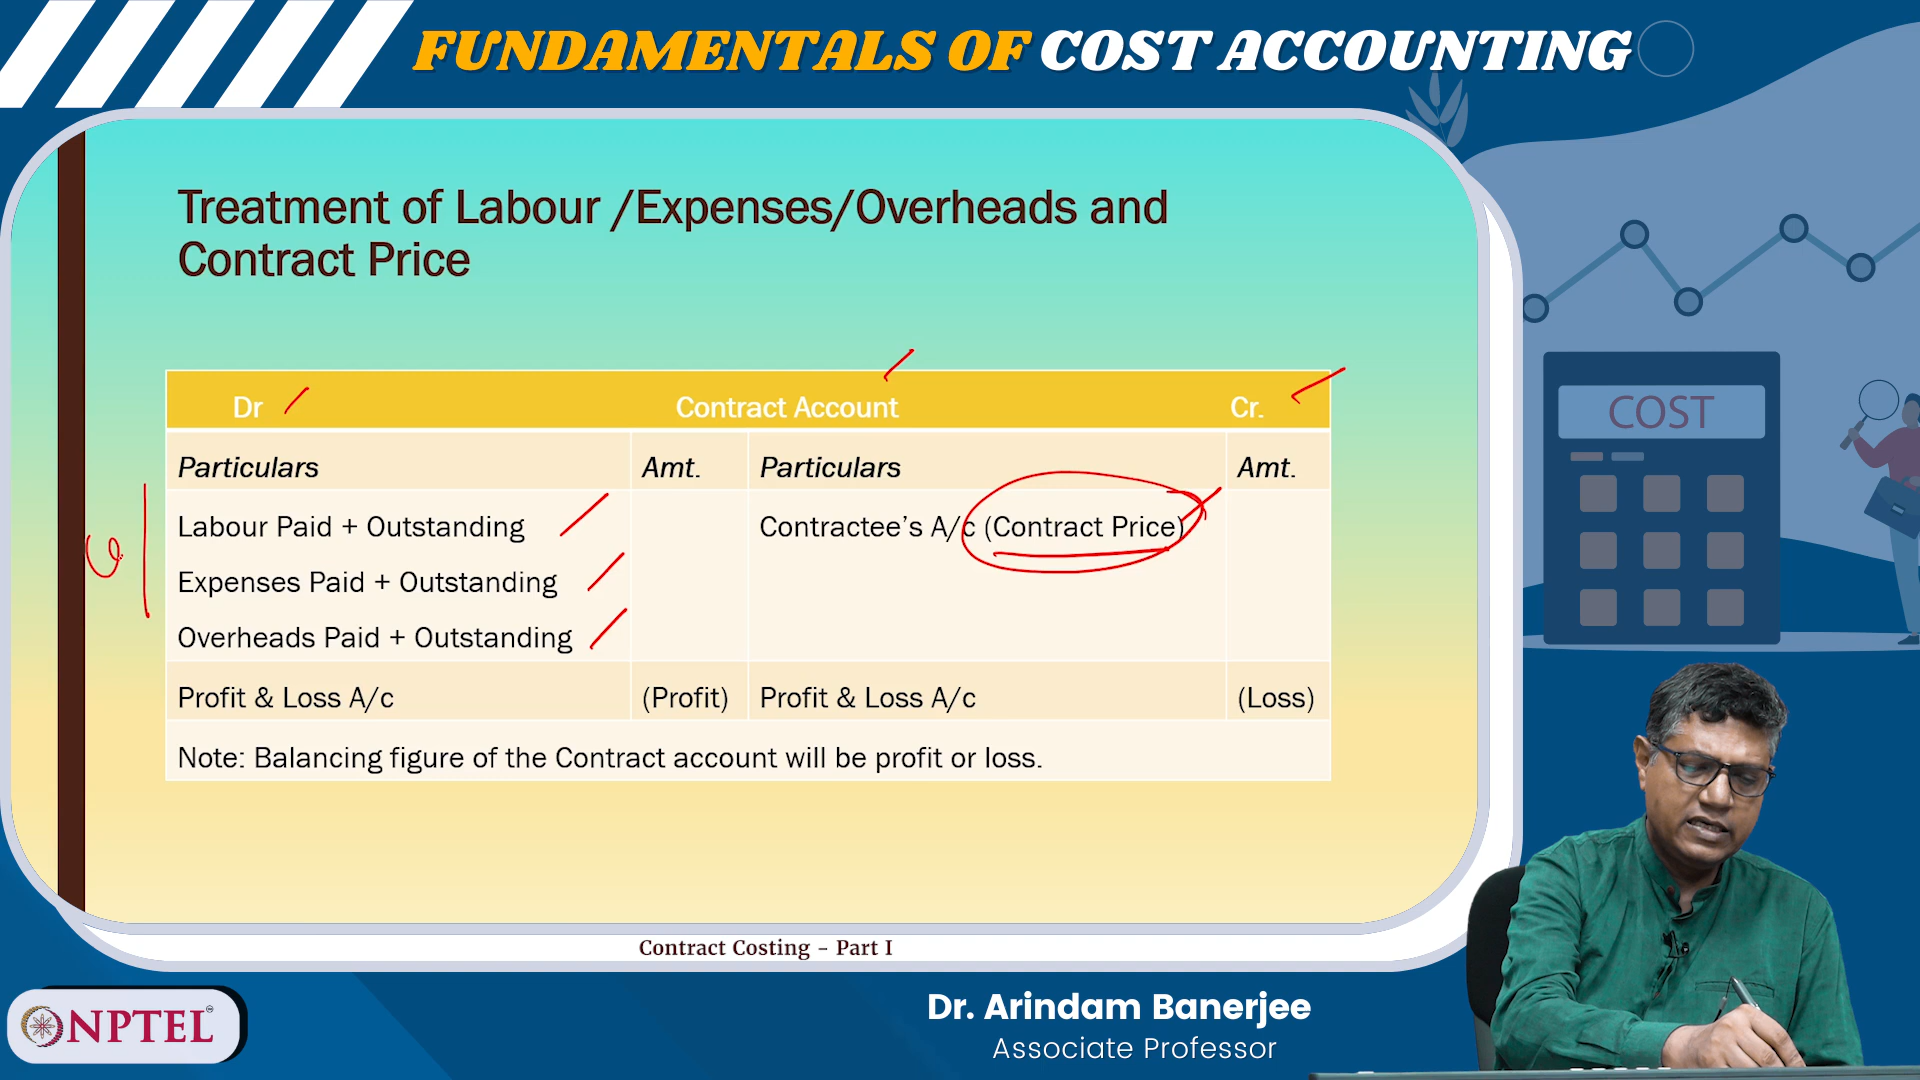 FUNDAMENTALS OF COST ACCOUNTING
Treatment of Labour /Expenses/Overheads and
Contract Price
Dr Contract Account Cr.
Particulars Amt. Particulars Amt.
Labour Paid + Outstanding Contractee's A/c (Contract Price)
Expenses Paid + Outstanding
Overheads Paid + Outstanding
Profit & Loss A/c (Profit) Profit & Loss A/c (Loss)
Note: Balancing figure of the Contract account will be profit or loss.
COST
Contract Costing - Part I
NPTEL
Dr. Arindam Banerjee
Associate Professor